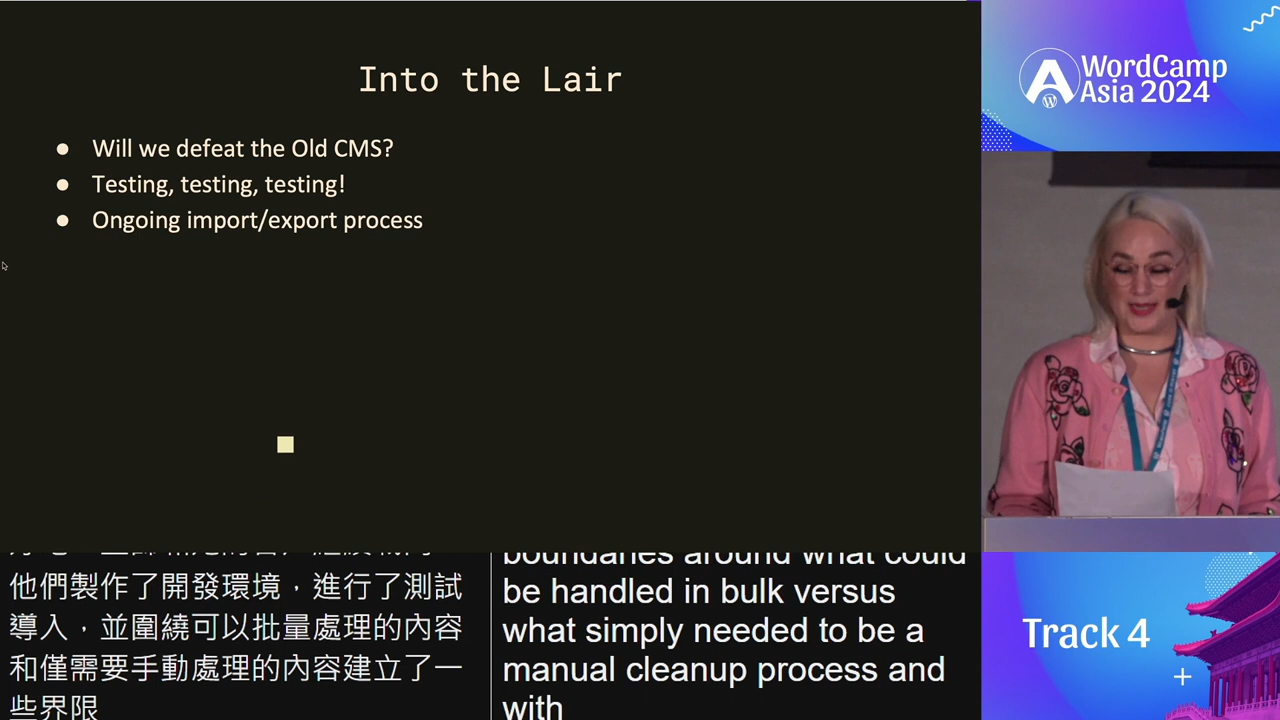 Into the Lair
● Will we defeat the Old CMS?
● Testing, testing, testing!
● Ongoing import/export process
WordCamp
Asia 2024
他們製作了開發環境，進行了測試
導入，並圍繞可以批量處理的內容
和僅需要手動處理的內容建立了一
些界限
boundaries around what could
be handled in bulk versus
what simply needed to be a
manual cleanup process and
with
Track 4